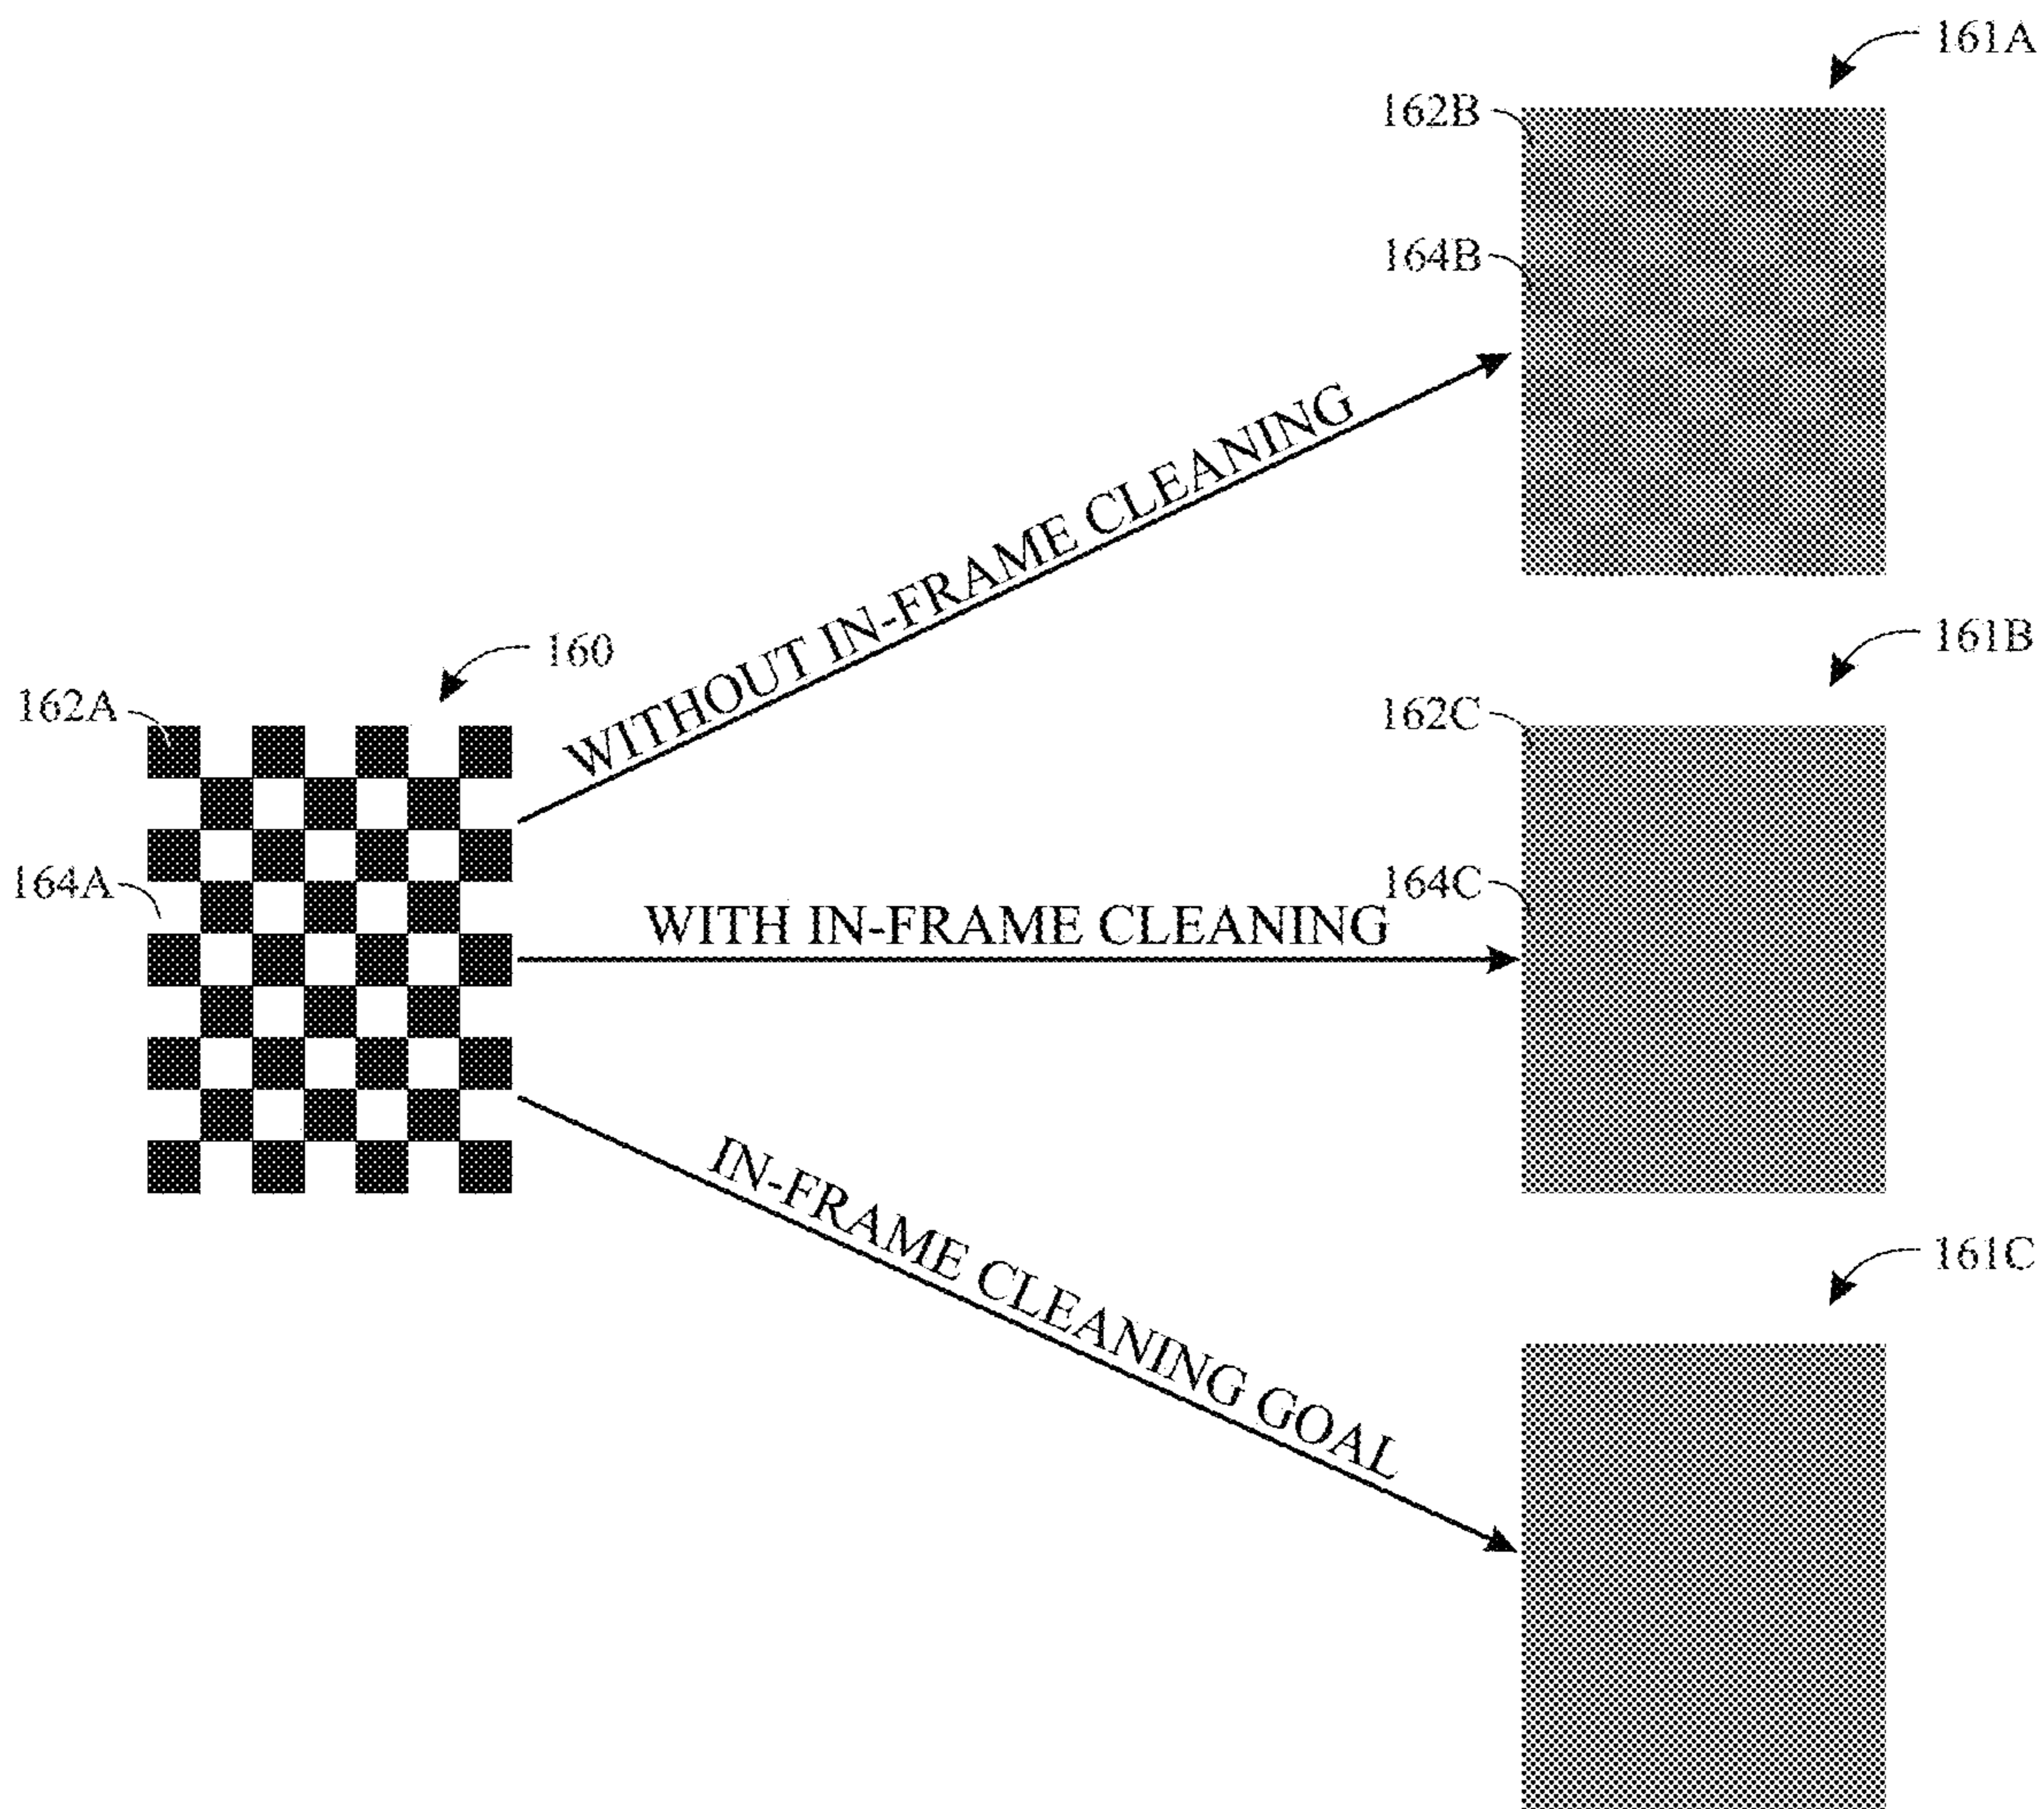 161A
162B
164B
WITHOUT IN-FRAME CLEANING
160
161B
162A
162C
164A
164C
WITH IN-FRAME CLEANING
IN-FRAME CLEANING GOAL
161C